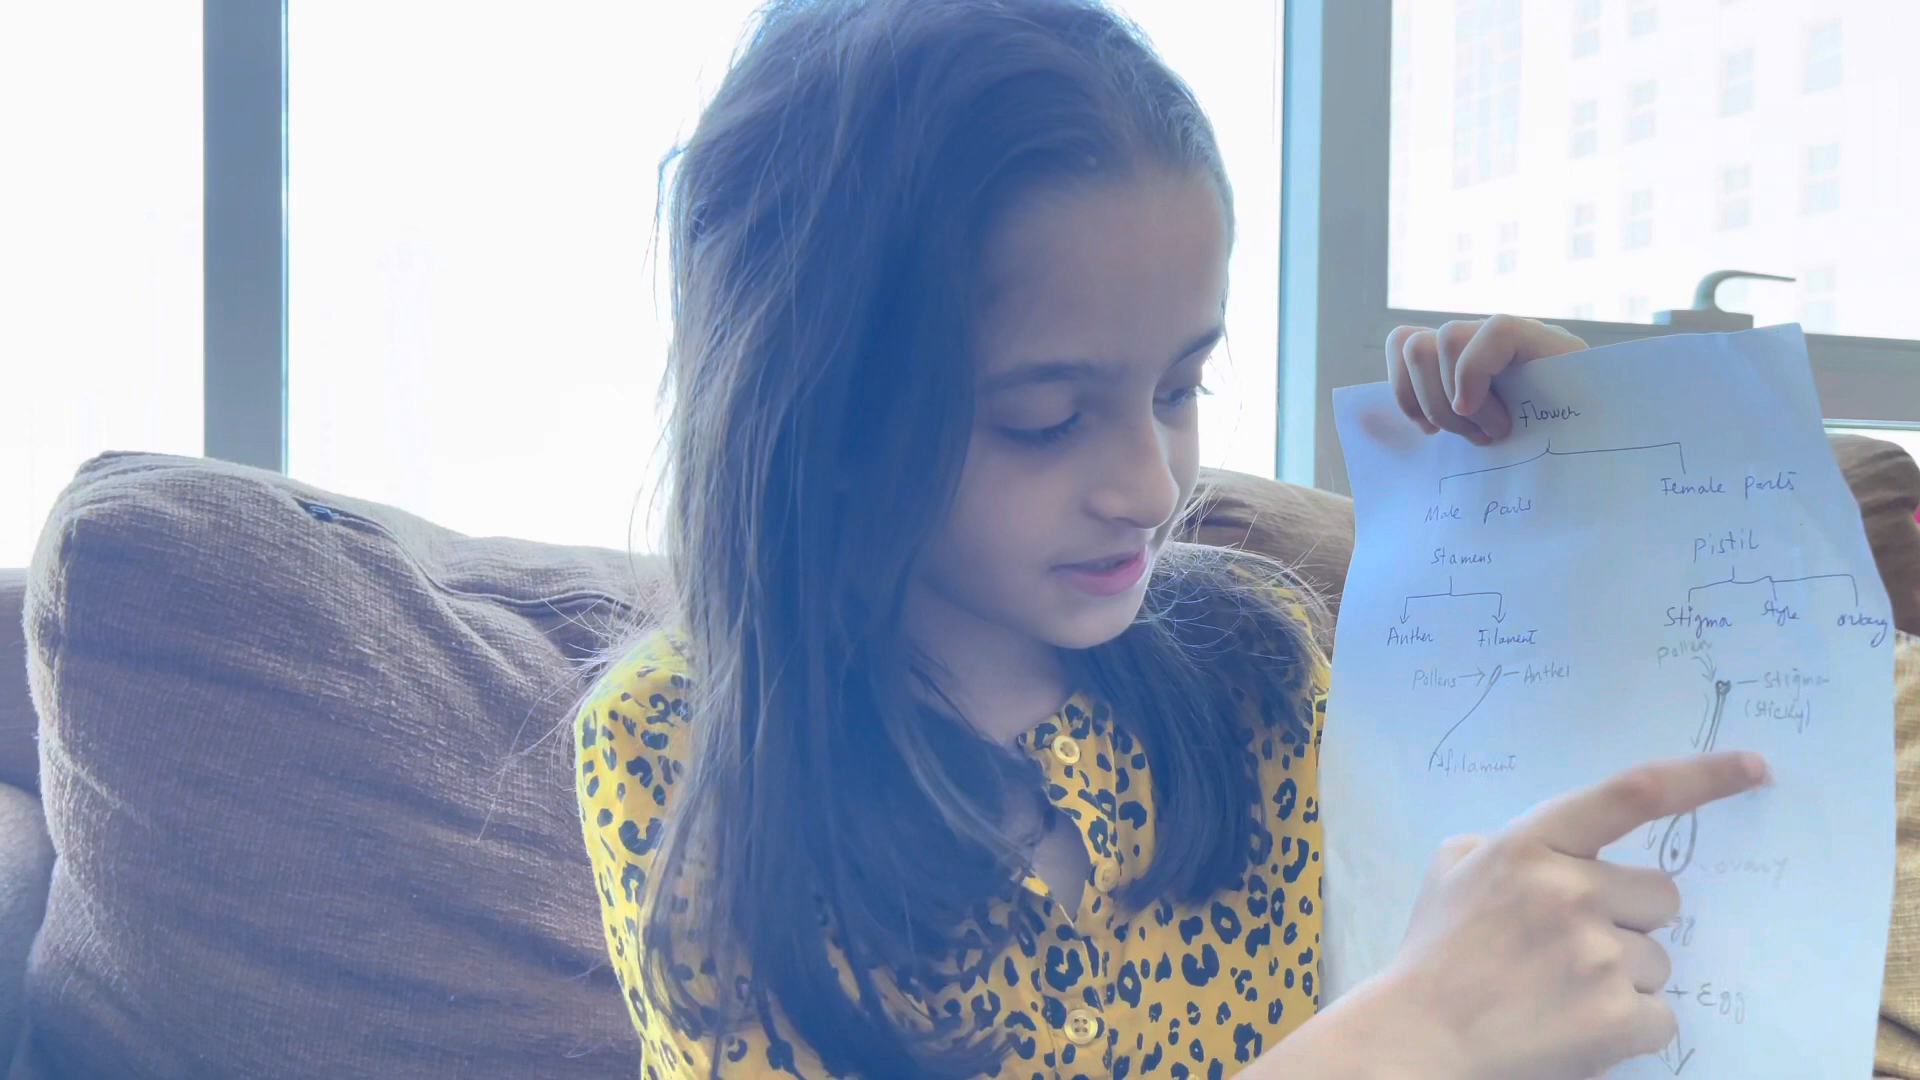 Flower
Male parts
Female parts
Stamens
Pistil
Anther Filament
Stigma Style ovary
Pollens Anther
filament
Pollen
Stigma
(sticky)
ovary
+ Egg